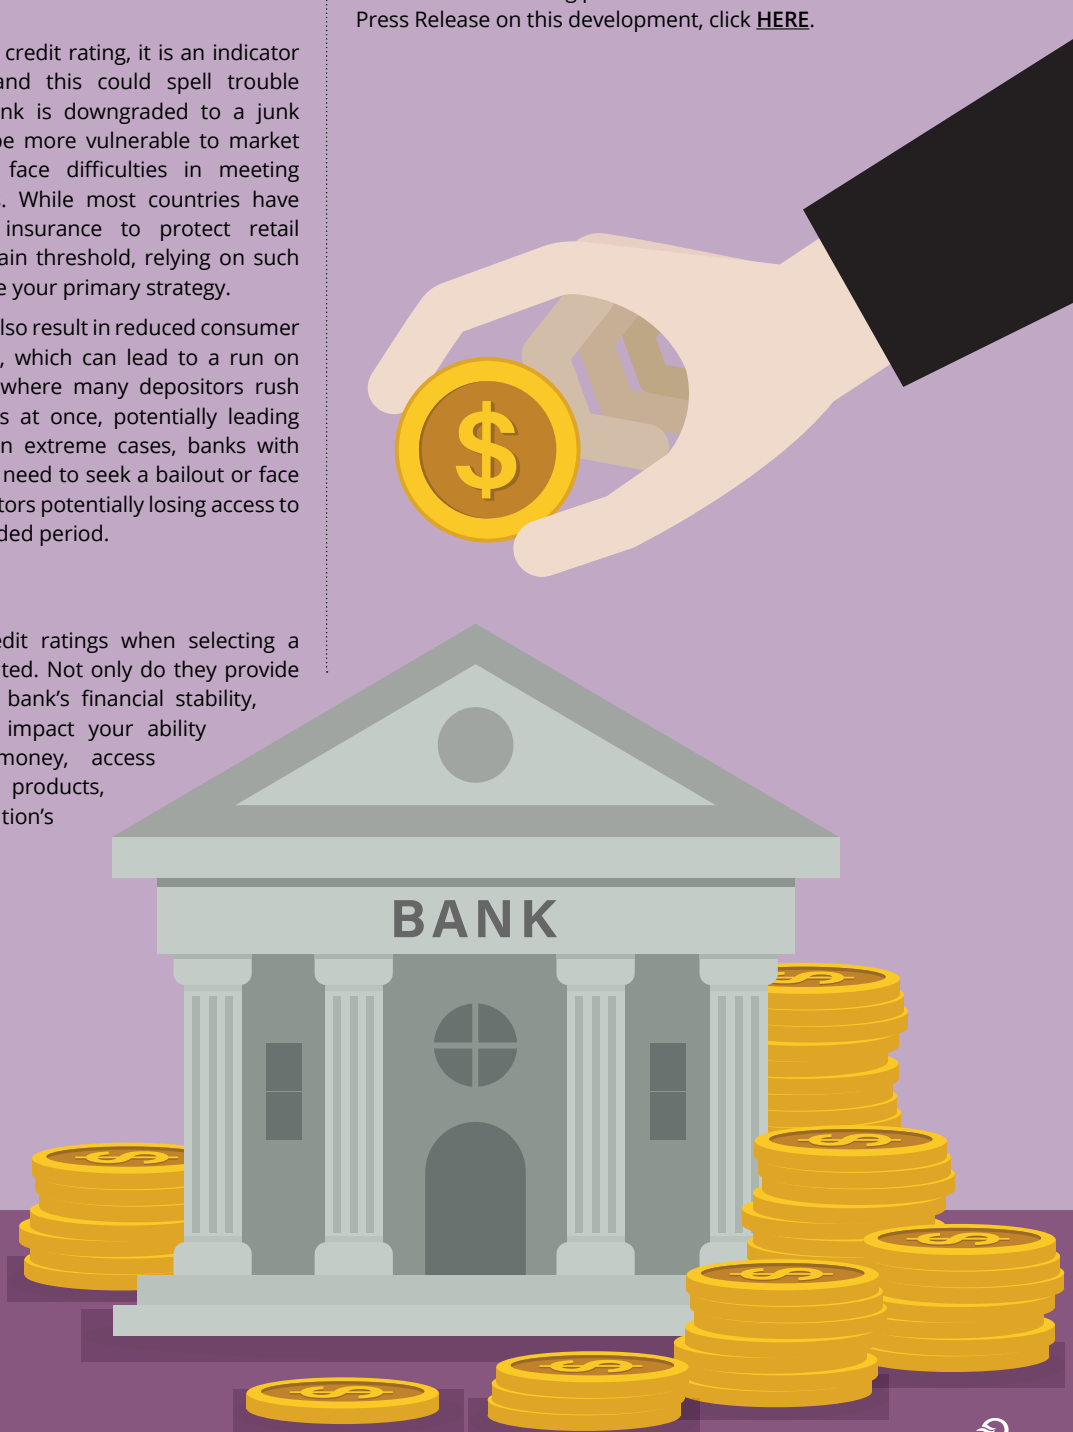 credit rating, it is an indicator
and this could spell trouble
nk is downgraded to a junk
be more vulnerable to market
face difficulties in meeting
. While most countries have
insurance to protect retail
ain threshold, relying on such
e your primary strategy.
lso result in reduced consumer
, which can lead to a run on
where many depositors rush
s at once, potentially leading
n extreme cases, banks with
need to seek a bailout or face
tors potentially losing access to
ded period.
edit ratings when selecting a
ted. Not only do they provide
bank's financial stability,
impact your ability
money, access
products,
tion's
Press Release on this development, click HERE.
BANK